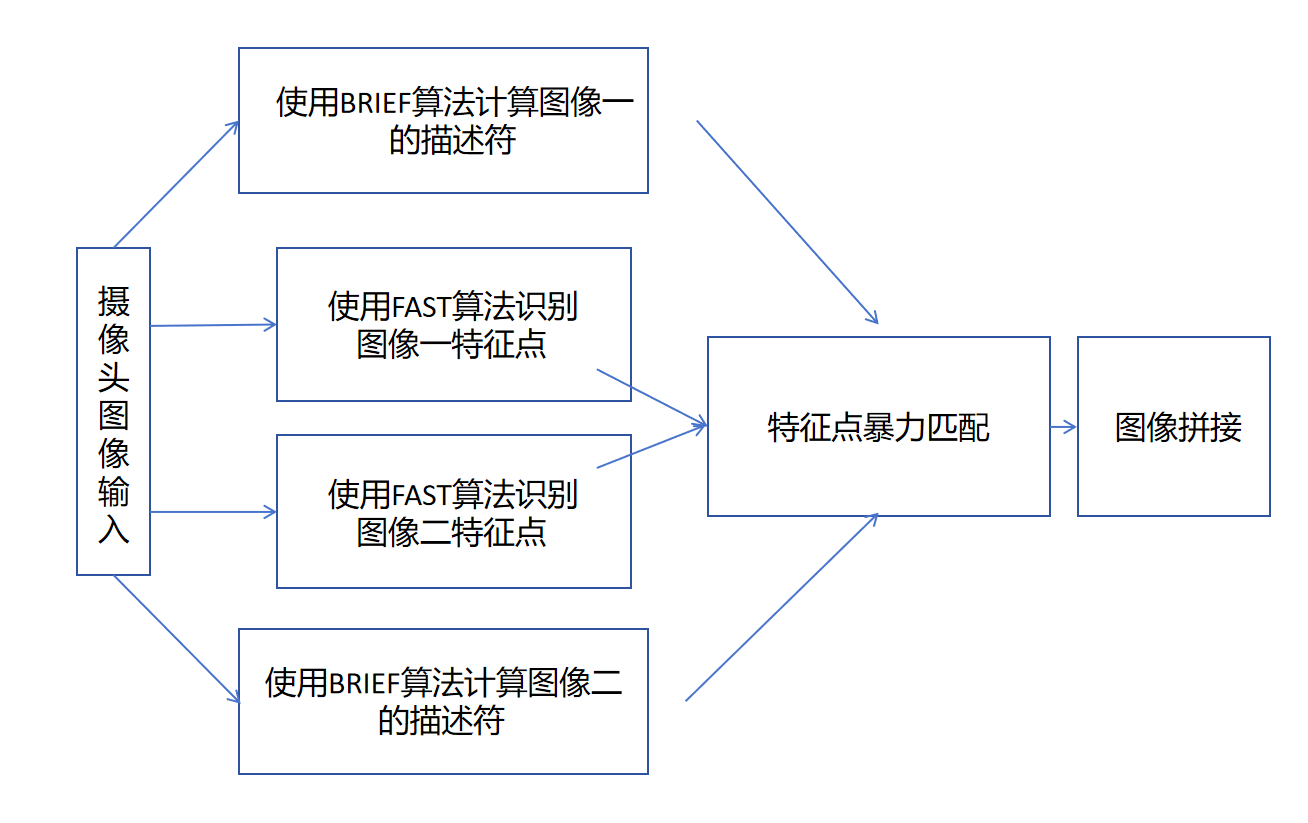 使用BRIEF算法计算图像一
的描述符
摄像头图像输入
使用FAST算法识别
图像一特征点
使用FAST算法识别
图像二特征点
使用BRIEF算法计算图像二
的描述符
特征点暴力匹配
图像拼接